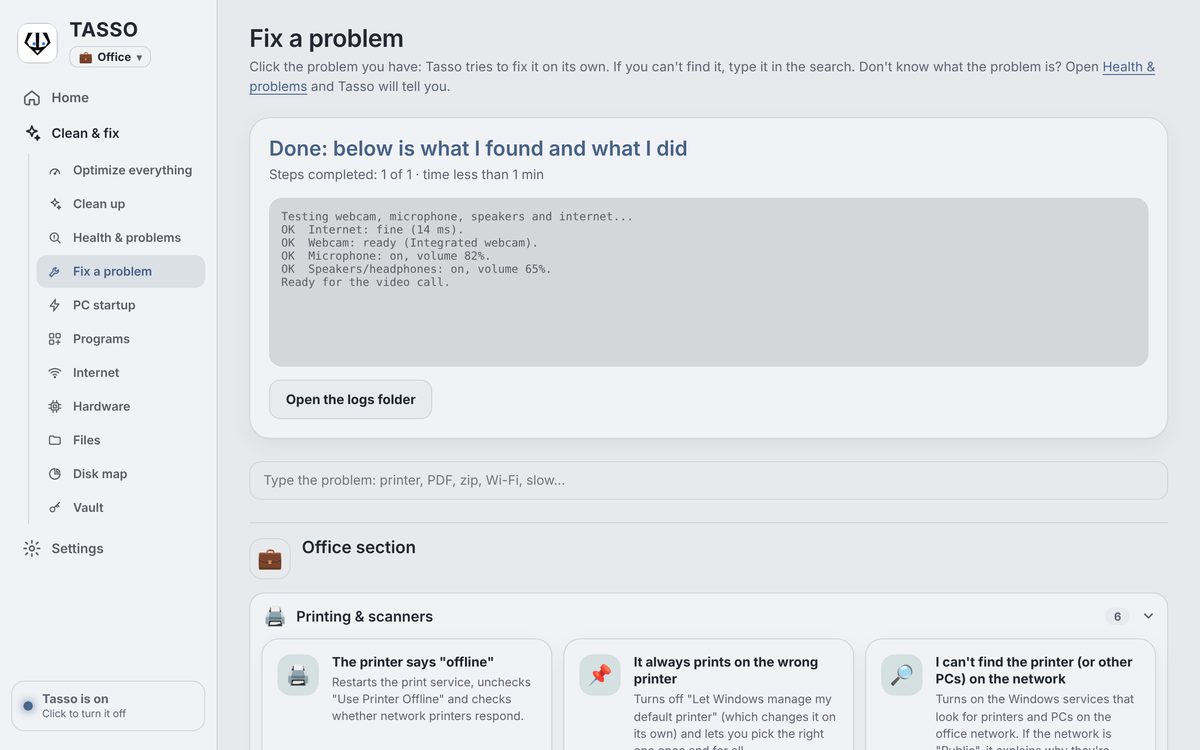 TASSO
Office
Home
Clean & fix
Optimize everything
Clean up
Health & problems
Fix a problem
PC startup
Programs
Internet
Hardware
Files
Disk map
Vault
Settings
Tasso is on
Click to turn it off
Fix a problem
Click the problem you have: Tasso tries to fix it on its own. If you can't find it, type it in the search. Don't know what the problem is? Open Health &
problems and Tasso will tell you.
Done: below is what I found and what I did
Steps completed: 1 of 1 · time less than 1 min
Testing webcam, microphone, speakers and internet...
OK  Internet: fine (14 ms).
OK  Webcam: ready (Integrated webcam).
OK  Microphone: on, volume 82%.
OK  Speakers/headphones: on, volume 65%.
Ready for the video call.
Open the logs folder
Type the problem: printer, PDF, zip, Wi-Fi, slow...
Office section
Printing & scanners
6
The printer says "offline"
Restarts the print service, unchecks
"Use Printer Offline" and checks
whether network printers respond.
It always prints on the wrong
printer
Turns off "Let Windows manage my
default printer" (which changes it on
its own) and lets you pick the right
one once and for all.
I can't find the printer (or other
PCs) on the network
Turns on the Windows services that
look for printers and PCs on the
office network. If the network is
"Public", it explains why they're